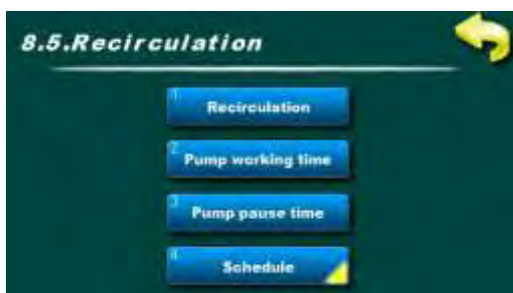 8.5.Recirculation
1
Recirculation
2
Pump working time
3
Pump pause time
4
Schedule